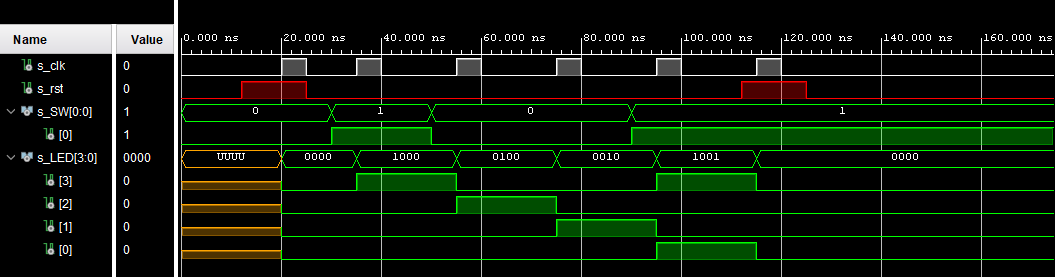 Name Value 0.000 ns 20.000 ns 40.000 ns 60.000 ns 80.000 ns 100.000 ns 120.000 ns 140.000 ns 160.000 ns
s_clk 0
s_rst 0
s_SW[0:0] 1 0 1 0 1
[0] 1
s_LED[3:0] 0000 UUUU 0000 1000 0100 0010 1001 0000
[3] 0
[2] 0
[1] 0
[0] 0